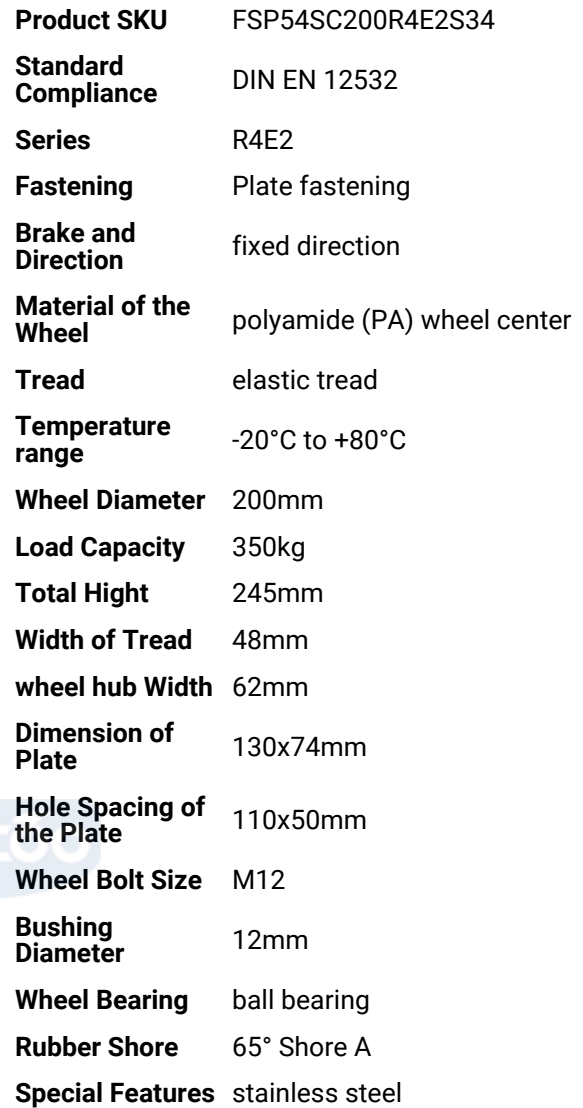 Product SKU FSP54SC200R4E2S34
Standard
Compliance DIN EN 12532
Series R4E2
Fastening Plate fastening
Brake and
Direction fixed direction
Material of the
Wheel polyamide (PA) wheel center
Tread elastic tread
Temperature
range -20°C to +80°C
Wheel Diameter 200mm
Load Capacity 350kg
Total Hight 245mm
Width of Tread 48mm
wheel hub Width 62mm
Dimension of
Plate 130x74mm
Hole Spacing of
the Plate 110x50mm
Wheel Bolt Size M12
Bushing
Diameter 12mm
Wheel Bearing ball bearing
Rubber Shore 65° Shore A
Special Features stainless steel